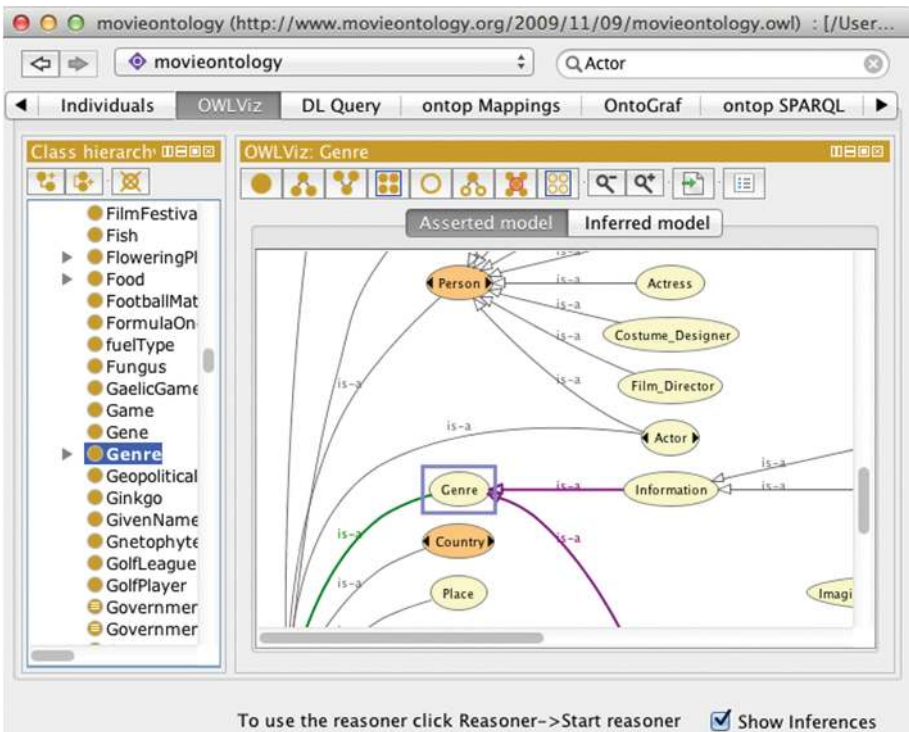 movieontology (http://www.movieontology.org/2009/11/09/movieontology.owl) : [/User...
movieontology
Actor
Individuals OWLViz DL Query ontop Mappings OntoGraf ontop SPARQL
Class hierarch
OWLViz: Genre
Asserted model Inferred model
FilmFestiva
Fish
FloweringPl
Food
FootballMat
FormulaOn
fuelType
Fungus
GaelicGame
Game
Gene
Genre
Geopolitical
Ginkgo
GivenName
Gnetophyte
GolfLeague
GolfPlayer
Governmer
Governmer
is-a
Person is-a Actress
is-a
is-a Costume_Designer
is-a is-a Film_Director
is-a Actor
is-a
Genre is-a Information is-a
is-a Country is-a
is-a Place Imagi
To use the reasoner click Reasoner->Start reasoner Show Inferences